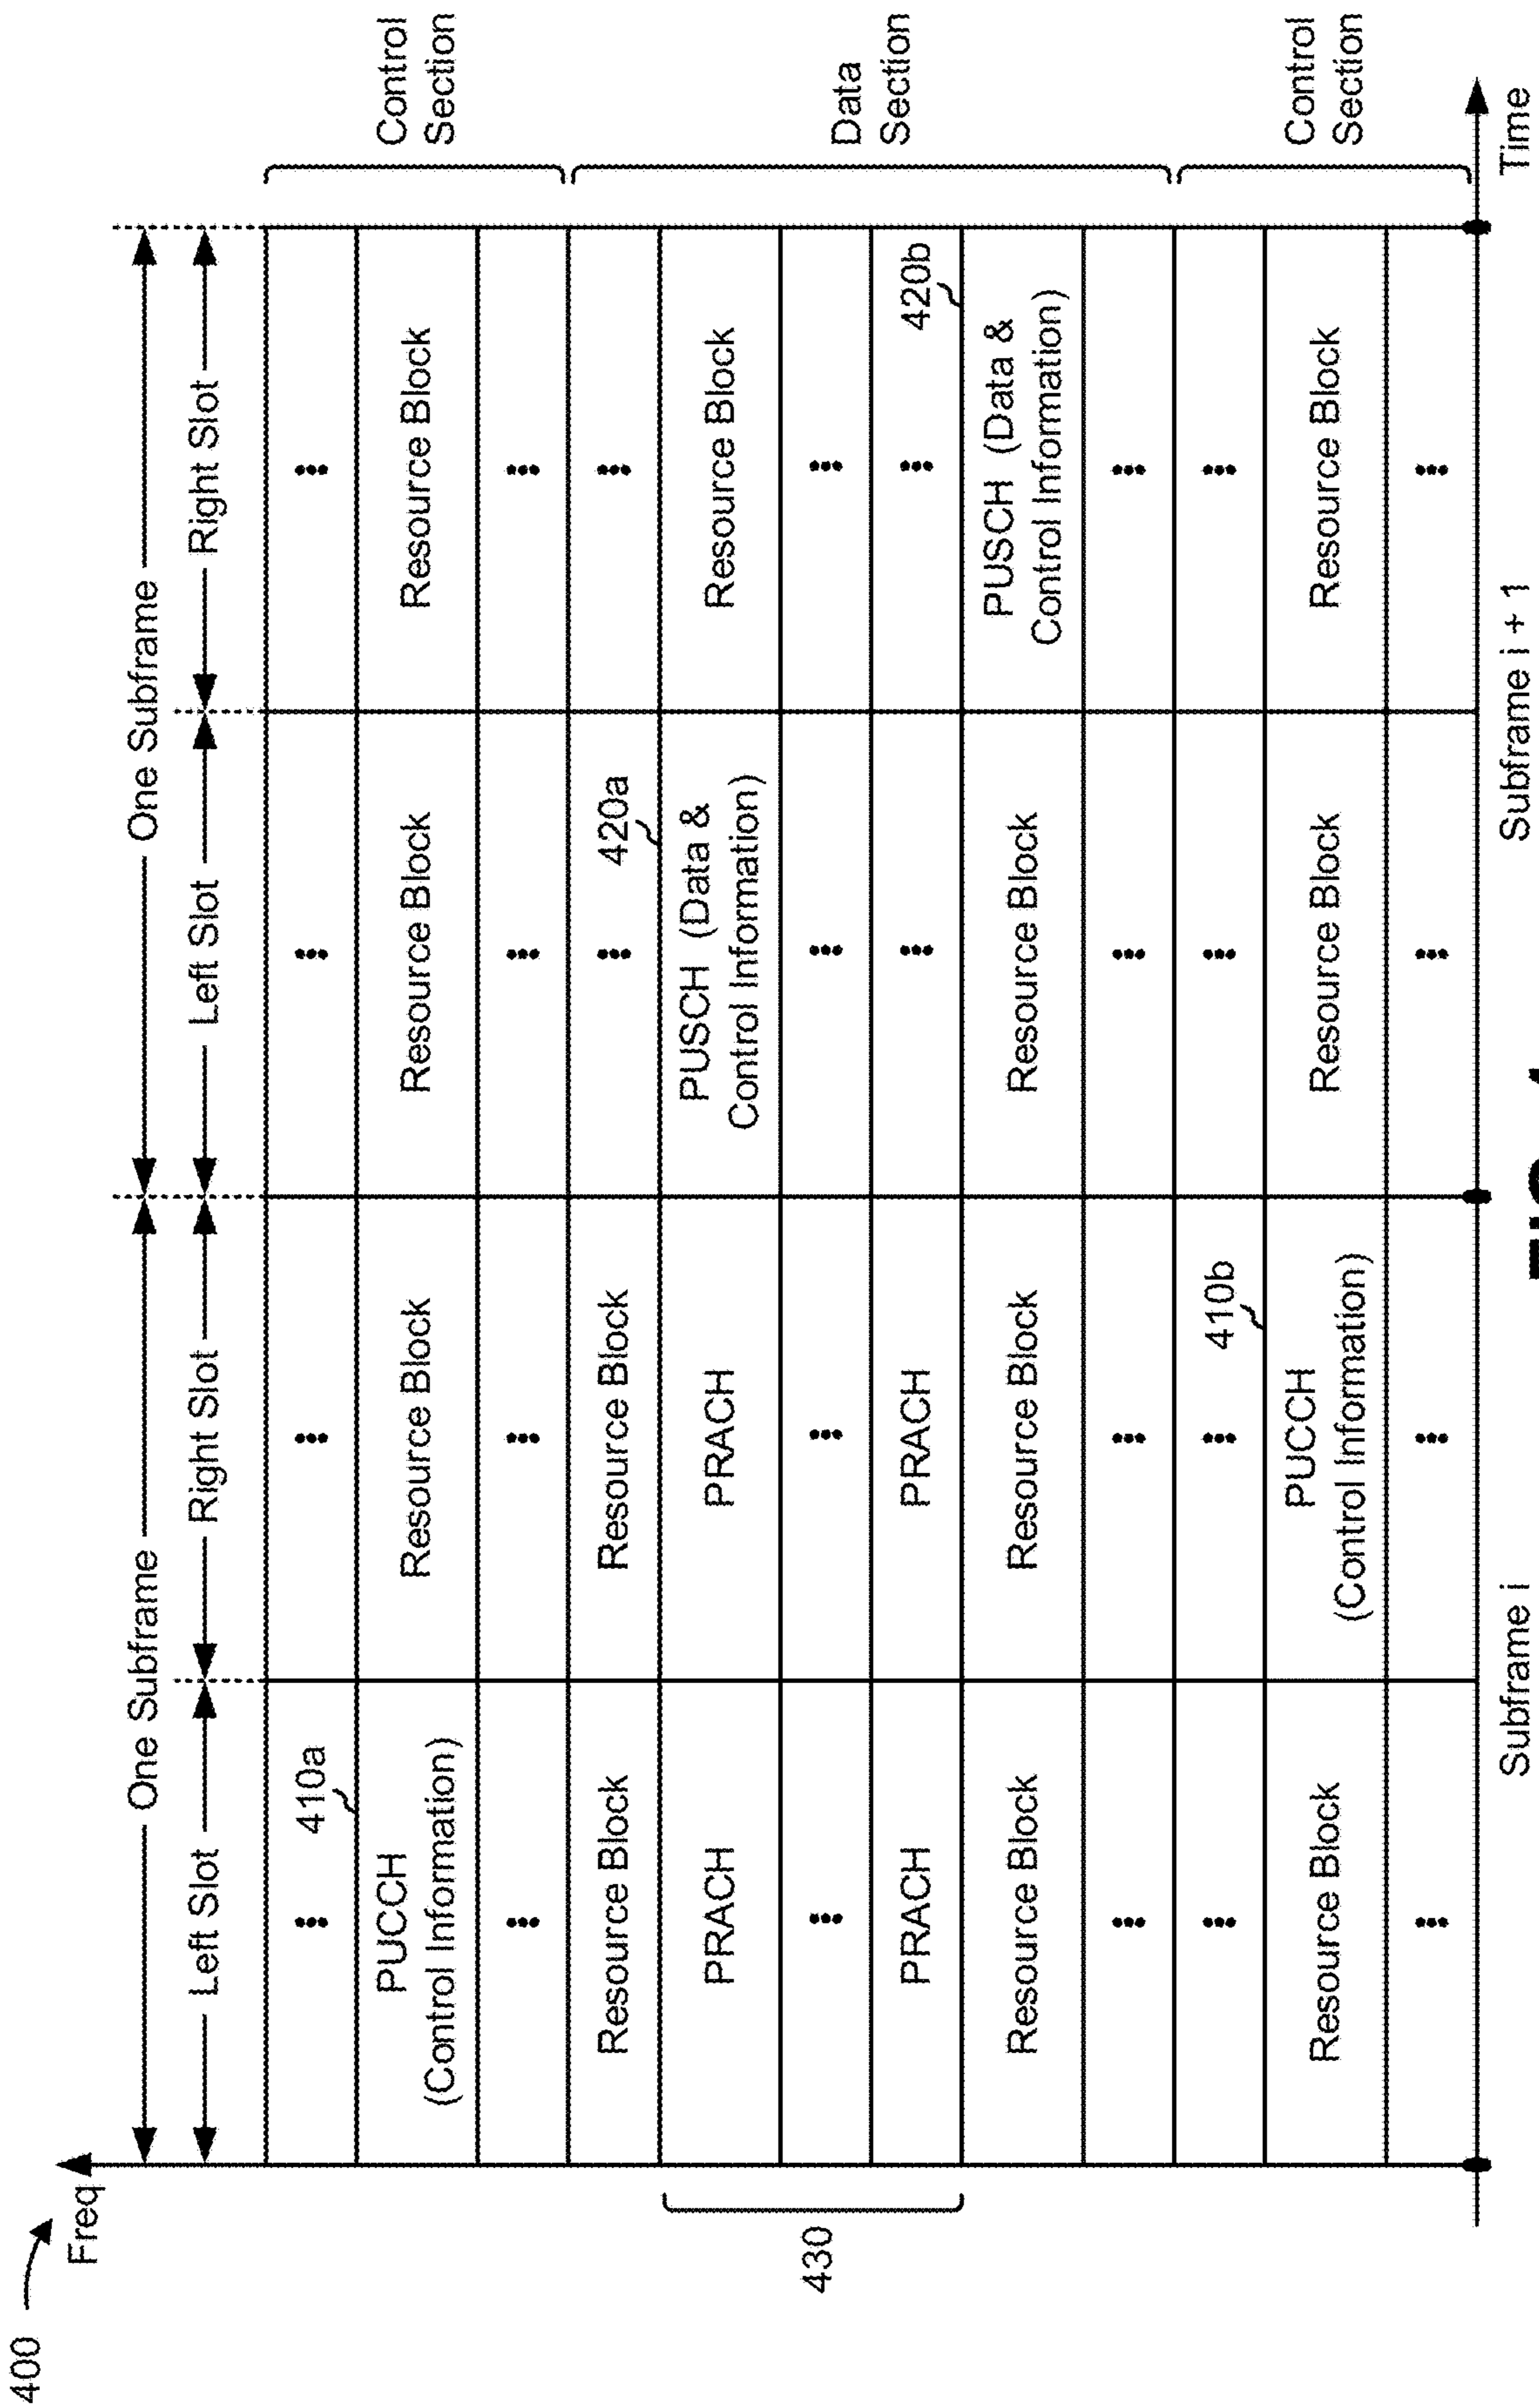 400
Freq
One Subframe
One Subframe
Left Slot
Right Slot
Left Slot
Right Slot
410a
PUCCH
(Control Information)
Resource Block
Resource Block
Resource Block
Control
Section
Resource Block
Resource Block
420a
430
PRACH
PRACH
PUSCH (Data &
Control Information)
Resource Block
PRACH
PRACH
420b
Resource Block
Resource Block
Resource Block
PUSCH (Data &
Control Information)
Data
Section
410b
Resource Block
PUCCH
(Control Information)
Resource Block
Resource Block
Control
Section
Subframe i
Subframe i + 1
Time